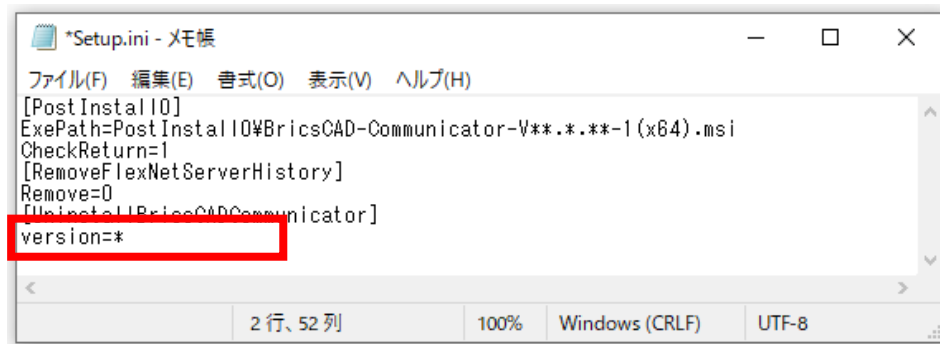 *Setup.ini - メモ帳
ファイル(F) 編集(E) 書式(O) 表示(V) ヘルプ(H)
[PostInstall0]
ExePath=PostInstall0¥BricsCAD-Communicator-V**.*.**-1(x64).msi
CheckReturn=1
[RemoveFlexNetServerHistory]
Remove=0
[UninstallBricsCADCommunicator]
version=*
2 行、52 列 100% Windows (CRLF) UTF-8